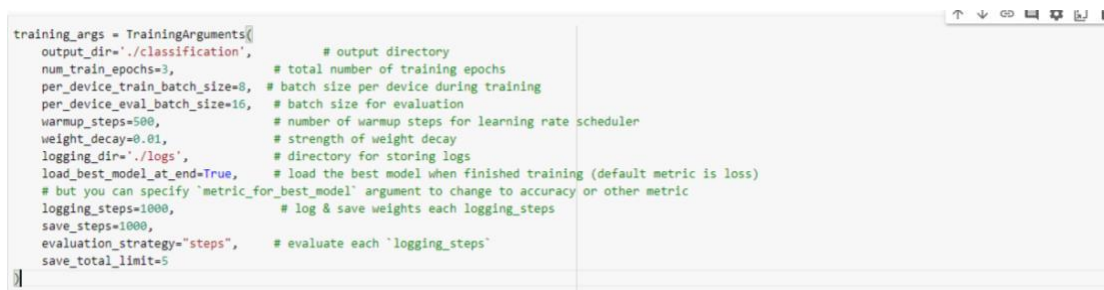 training_args = TrainingArguments(
    output_dir='./classification',          # output directory
    num_train_epochs=3,              # total number of training epochs
    per_device_train_batch_size=8,  # batch size per device during training
    per_device_eval_batch_size=16,   # batch size for evaluation
    warmup_steps=500,                # number of warmup steps for learning rate scheduler
    weight_decay=0.01,               # strength of weight decay
    logging_dir='./logs',            # directory for storing logs
    load_best_model_at_end=True,     # load the best model when finished training (default metric is loss)
    # but you can specify `metric_for_best_model` argument to change to accuracy or other metric
    logging_steps=1000,               # log & save weights each logging_steps
    save_steps=1000,
    evaluation_strategy="steps",     # evaluate each `logging_steps`
    save_total_limit=5
)